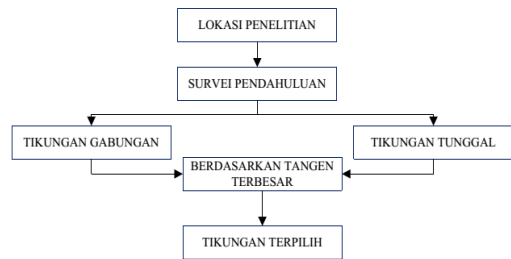 LOKASI PENELITIAN
SURVEI PENDAHULUAN
TIKUNGAN GABUNGAN
TIKUNGAN TUNGGAL
BERDASARKAN TANGEN
TERBESAR
TIKUNGAN TERPILIH